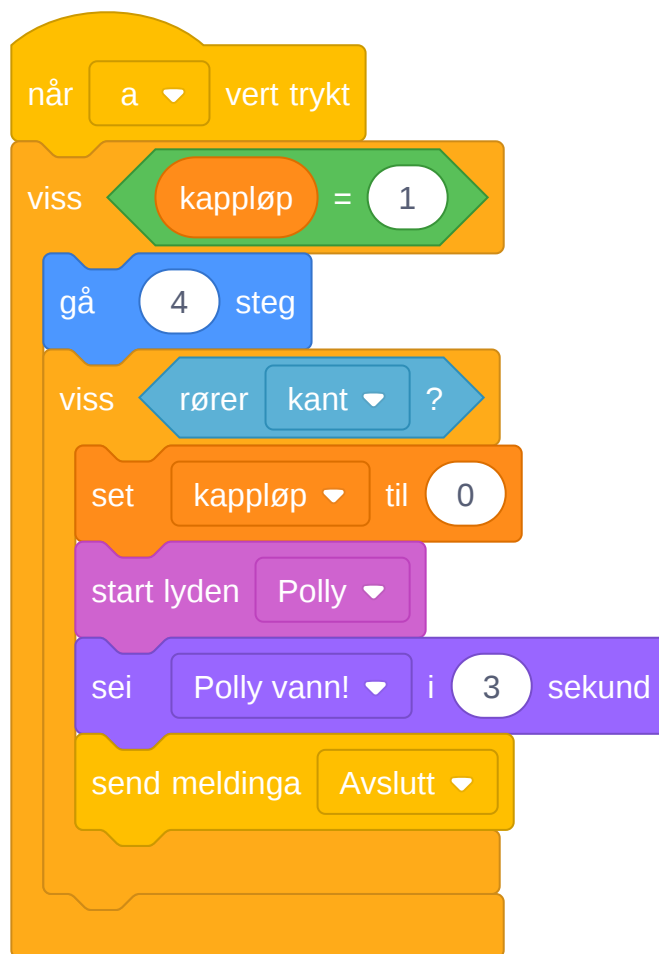 når a vert trykt
viss kappløp = 1
gå 4 steg
viss rører kant ?
set kappløp til 0
start lyden Polly
sei Polly vann! i 3 sekund
send meldinga Avslutt